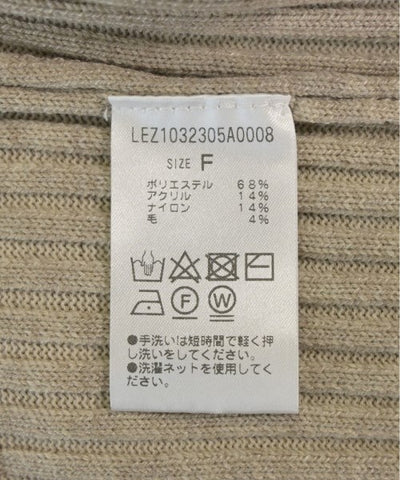 LEZ1032305A0008
SIZE F
ポリエステル 68%
アクリル 14%
ナイロン 14%
毛 4%
F W
●手洗いは短時間で軽く押
し洗いをしてください。
●洗濯ネットを使用してく
ださい。